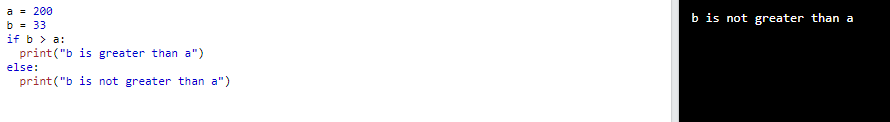 a = 200
b = 33
if b > a:
  print("b is greater than a")
else:
  print("b is not greater than a")
b is not greater than a